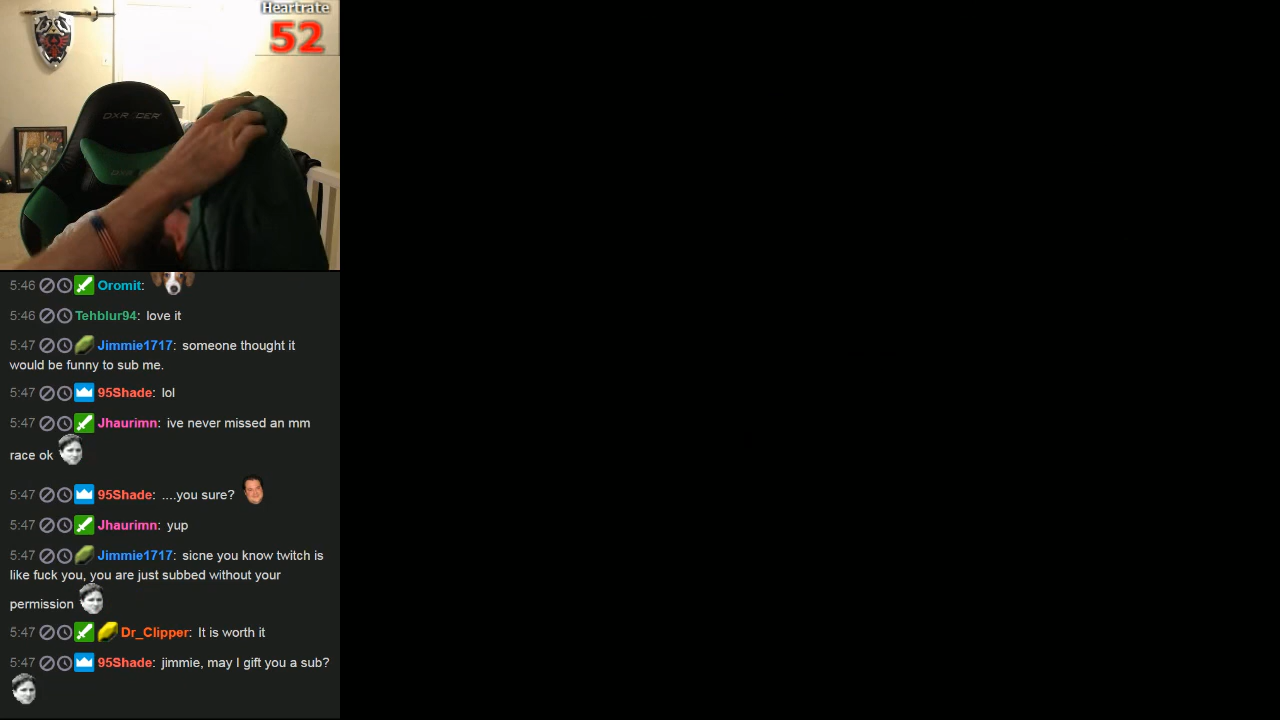 Heartrate
52
DXRACER
5:46 Oromit:
5:46 Tehblur94: love it
5:47 Jimmie1717: someone thought it
would be funny to sub me.
5:47 95Shade: lol
5:47 Jhaurimn: ive never missed an mm
race ok
5:47 95Shade: ....you sure?
5:47 Jhaurimn: yup
5:47 Jimmie1717: sicne you know twitch is
like fuck you, you are just subbed without your
permission
5:47 Dr_Clipper: It is worth it
5:47 95Shade: jimmie, may I gift you a sub?